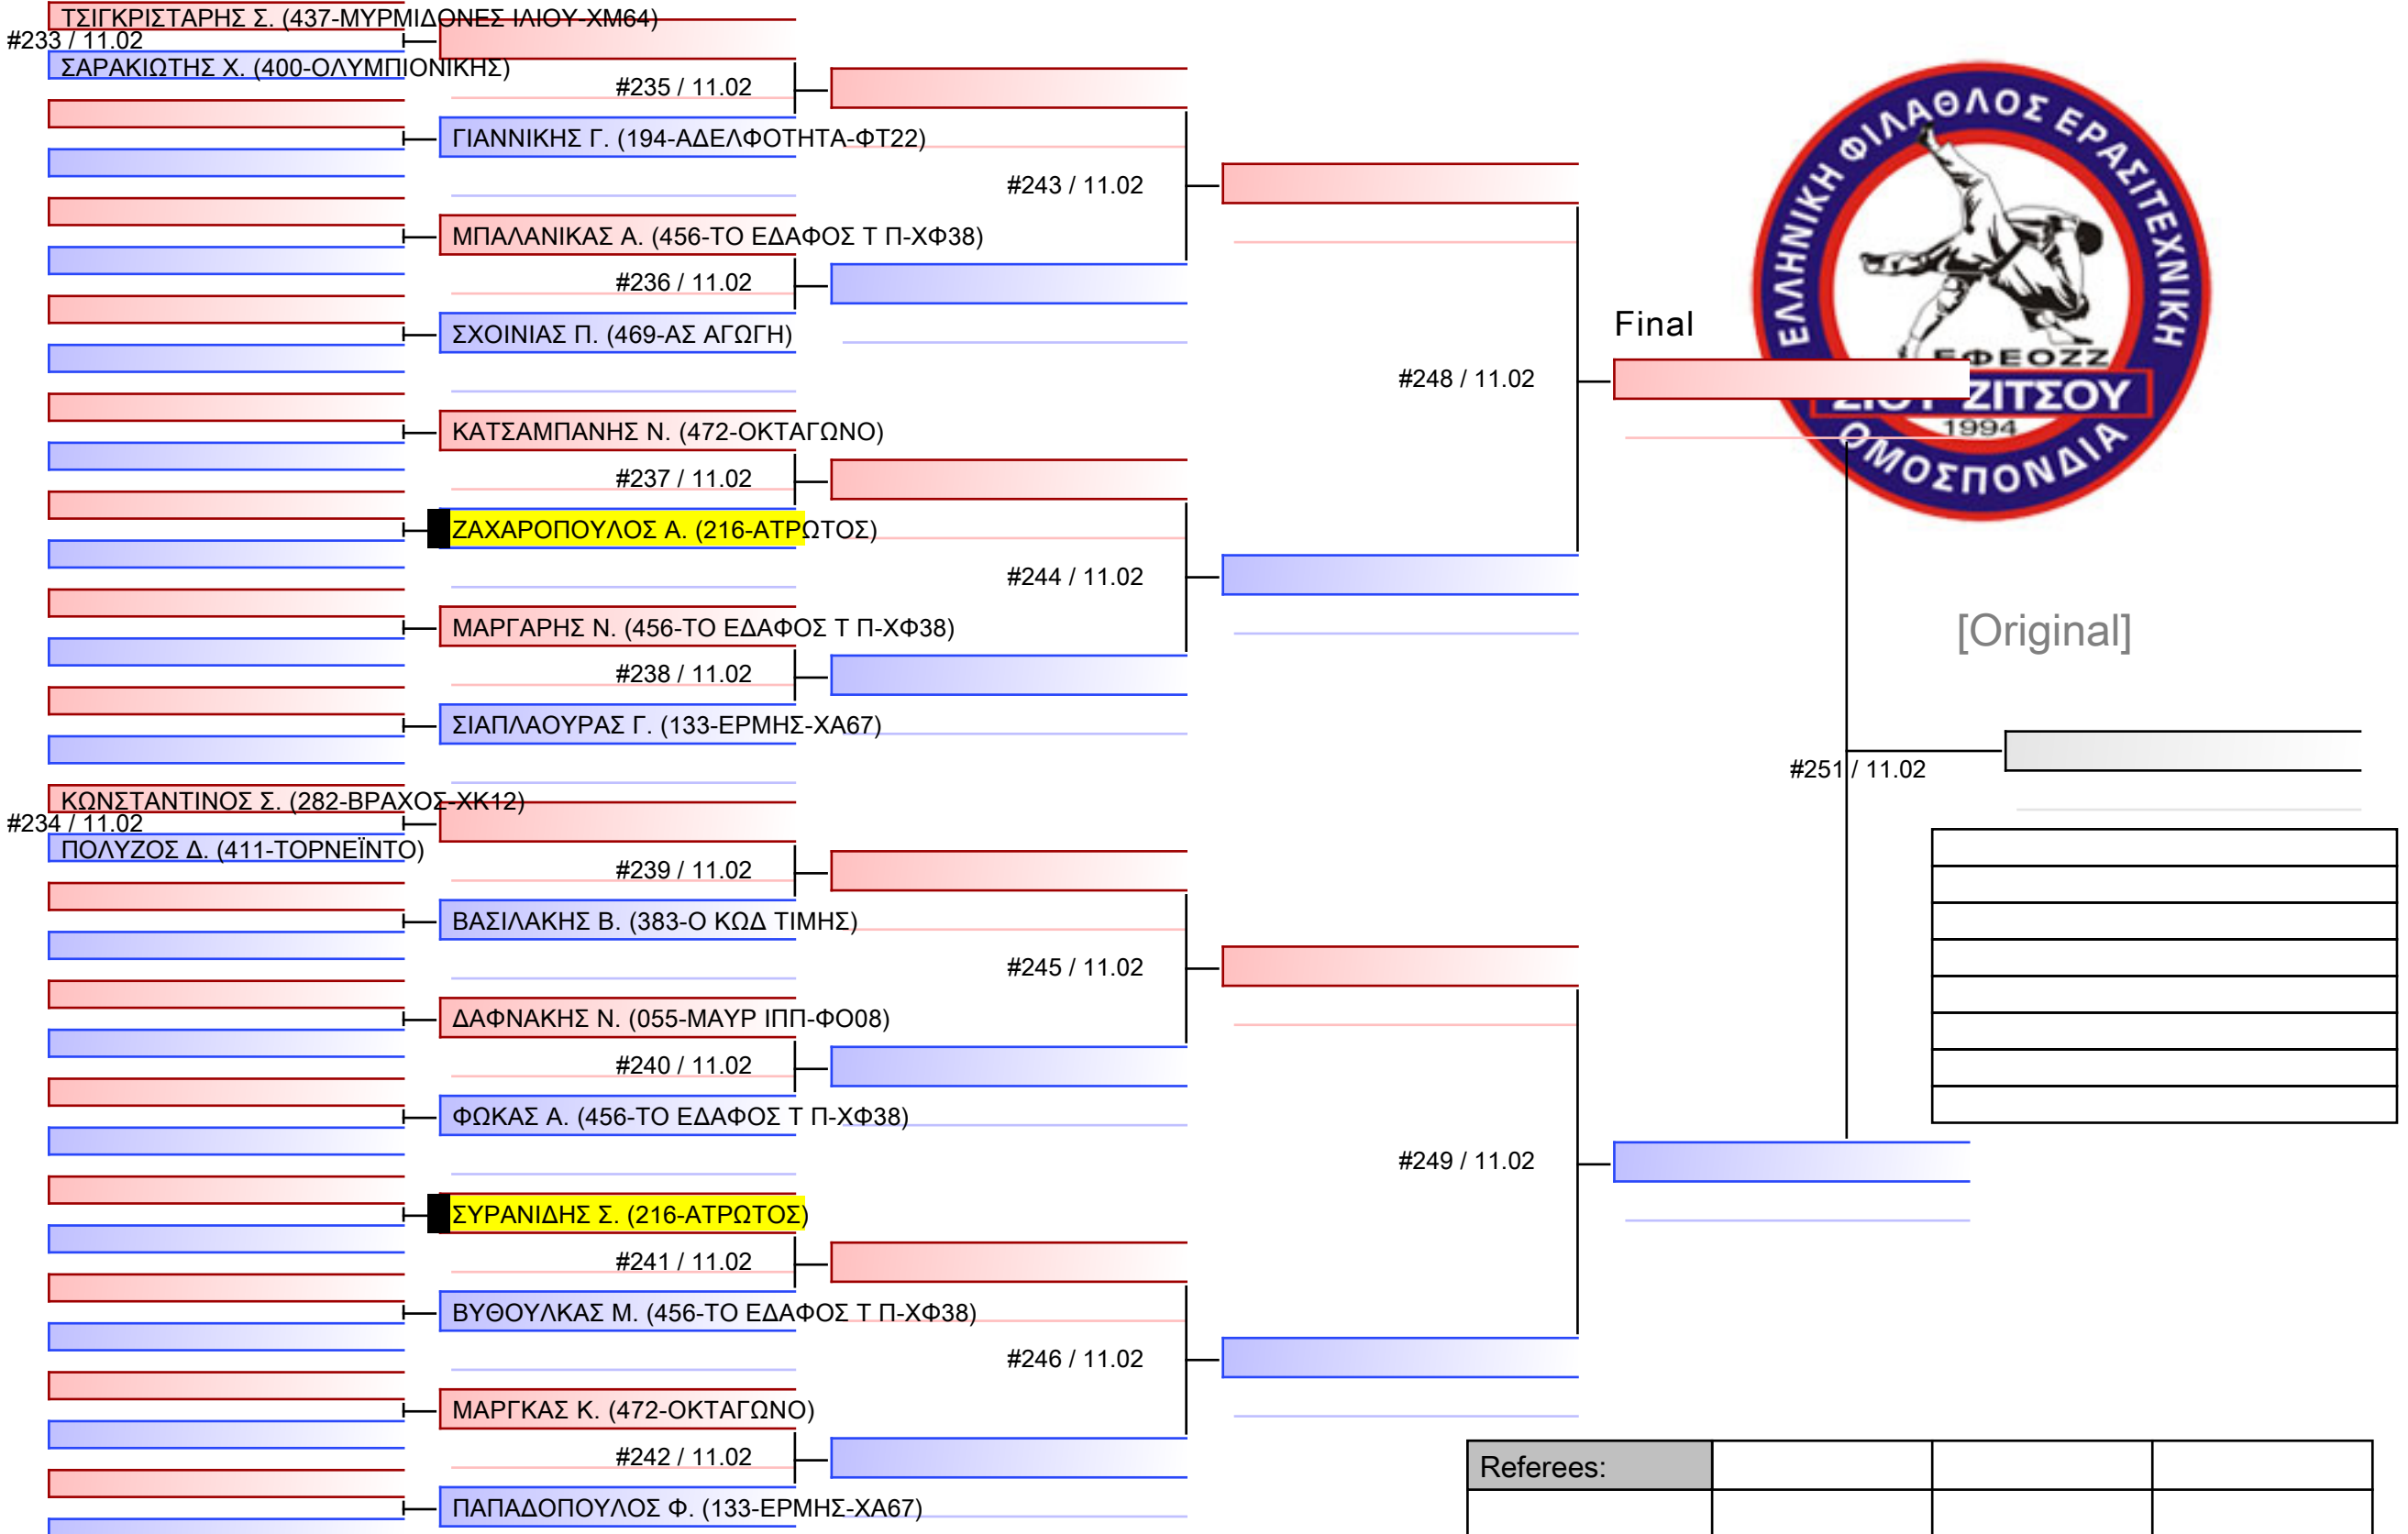 ΤΣΙΓΚΡΙΣΤΑΡΗΣ Σ. (437-ΜΥΡΜΙΔΟΝΕΣ ΙΛΙΟΥ-ΧΜ64)
#233 / 11.02
ΣΑΡΑΚΙΩΤΗΣ Χ. (400-ΟΛΥΜΠΙΟΝΙΚΗΣ)
#235 / 11.02
ΓΙΑΝΝΙΚΗΣ Γ. (194-ΑΔΕΛΦΟΤΗΤΑ-ΦΤ22)
#243 / 11.02
ΜΠΑΛΑΝΙΚΑΣ Α. (456-ΤΟ ΕΔΑΦΟΣ Τ Π-ΧΦ38)
#236 / 11.02
ΣΧΟΙΝΙΑΣ Π. (469-ΑΣ ΑΓΩΓΗ)
#248 / 11.02
ΚΑΤΣΑΜΠΑΝΗΣ Ν. (472-ΟΚΤΑΓΩΝΟ)
#237 / 11.02
ΖΑΧΑΡΟΠΟΥΛΟΣ Α. (216-ΑΤΡΩΤΟΣ)
#244 / 11.02
ΜΑΡΓΑΡΗΣ Ν. (456-ΤΟ ΕΔΑΦΟΣ Τ Π-ΧΦ38)
#238 / 11.02
ΣΙΑΠΛΑΟΥΡΑΣ Γ. (133-ΕΡΜΗΣ-ΧΑ67)
ΚΩΝΣΤΑΝΤΙΝΟΣ Σ. (282-ΒΡΑΧΟΣ-ΧΚ12)
#234 / 11.02
ΠΟΛΥΖΟΣ Δ. (411-ΤΟΡΝΕΪΝΤΟ)
#239 / 11.02
ΒΑΣΙΛΑΚΗΣ Β. (383-Ο ΚΩΔ ΤΙΜΗΣ)
#245 / 11.02
ΔΑΦΝΑΚΗΣ Ν. (055-ΜΑΥΡ ΙΠΠ-ΦΟ08)
#240 / 11.02
ΦΩΚΑΣ Α. (456-ΤΟ ΕΔΑΦΟΣ Τ Π-ΧΦ38)
#249 / 11.02
ΣΥΡΑΝΙΔΗΣ Σ. (216-ΑΤΡΩΤΟΣ)
#241 / 11.02
ΒΥΘΟΥΛΚΑΣ Μ. (456-ΤΟ ΕΔΑΦΟΣ Τ Π-ΧΦ38)
#246 / 11.02
ΜΑΡΓΚΑΣ Κ. (472-ΟΚΤΑΓΩΝΟ)
#242 / 11.02
ΠΑΠΑΔΟΠΟΥΛΟΣ Φ. (133-ΕΡΜΗΣ-ΧΑ67)
Final
ΕΛΛΗΝΙΚΗ ΦΙΛΑΘΛΟΣ ΕΡΑΣΙΤΕΧΝΙΚΗ
ΕΦΕΟΖΖ
ΖΙΤΣΟΥ
1994
ΟΜΟΣΠΟΝΔΙΑ
[Original]
#251 / 11.02
Referees: